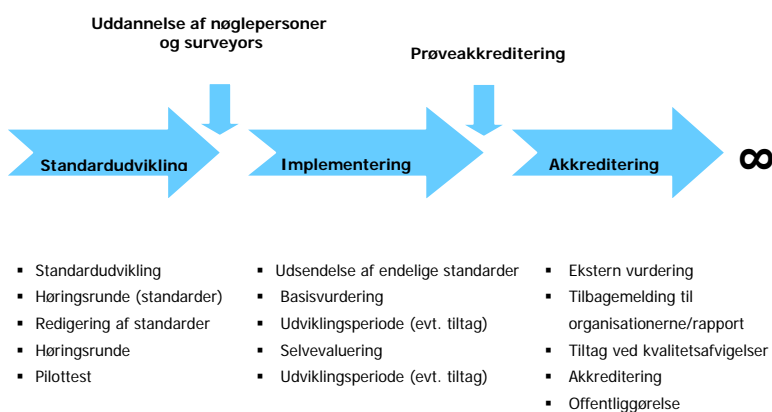 Uddannelse af nøglepersoner
og surveyors
Prøveakkreditering
Standardudvikling
Implementering
Akkreditering
∞
▪ Standardudvikling
▪ Høringsrunde (standarder)
▪ Redigering af standarder
▪ Høringsrunde
▪ Pilottest
▪ Udsendelse af endelige standarder
▪ Basisvurdering
▪ Udviklingsperiode (evt. tiltag)
▪ Selvevaluering
▪ Udviklingsperiode (evt. tiltag)
▪ Ekstern vurdering
▪ Tilbagemelding til
organisationerne/rapport
▪ Tiltag ved kvalitetsafvigelser
▪ Akkreditering
▪ Offentliggørelse